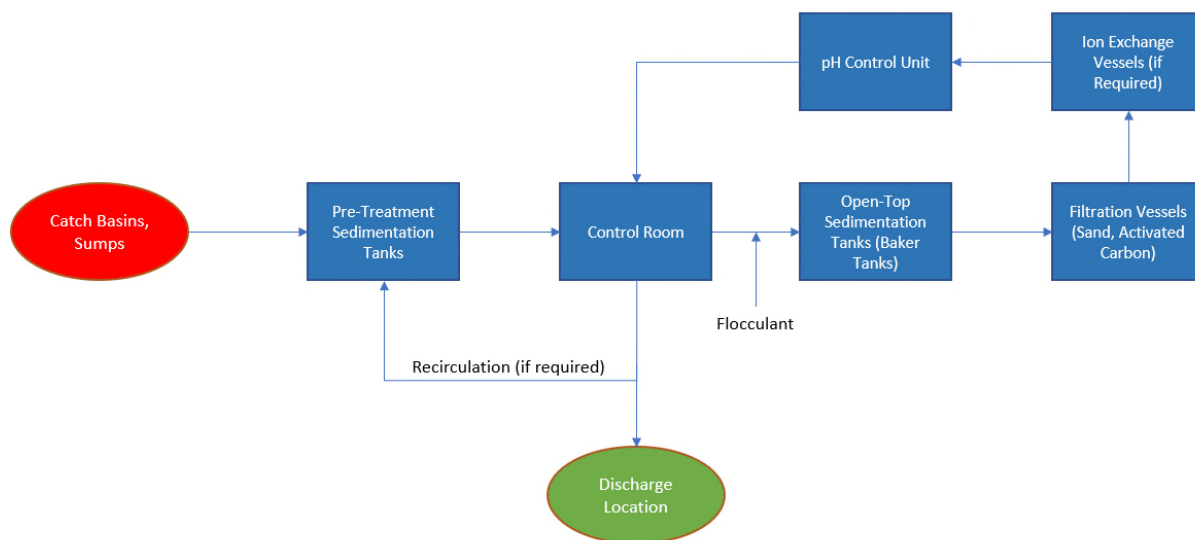 pH Control Unit
Ion Exchange
Vessels (if
Required)
Catch Basins,
Sumps
Pre-Treatment
Sedimentation
Tanks
Control Room
Open-Top
Sedimentation
Tanks (Baker
Tanks)
Filtration Vessels
(Sand, Activated
Carbon)
Flocculant
Recirculation (if required)
Discharge
Location